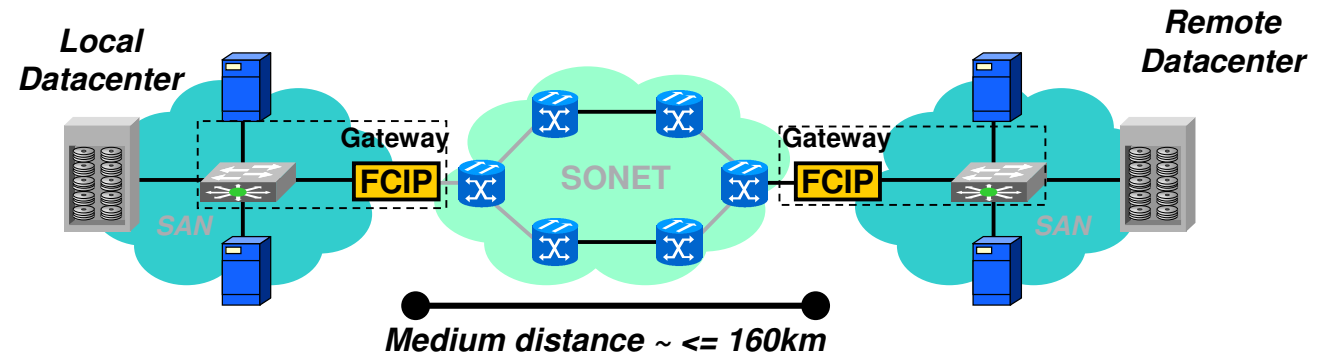 Local
Datacenter
Remote
Datacenter
Gateway
Gateway
FCIP
SONET
FCIP
SAN
SAN
Medium distance ~ <= 160km